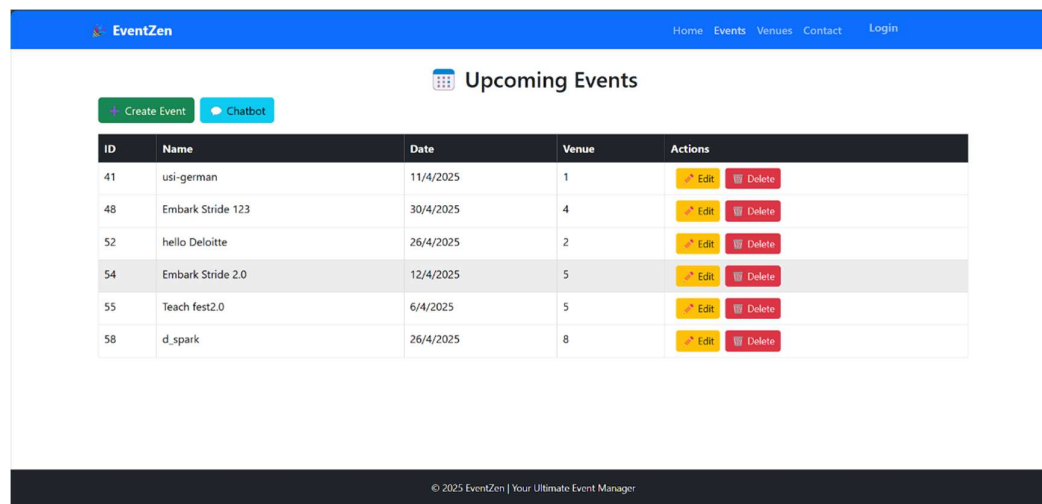 EventZen Home Events Venues Contact Login
Upcoming Events
Create Event Chatbot
ID Name Date Venue Actions
41 usi-german 11/4/2025 1 Edit Delete
48 Embark Stride 123 30/4/2025 4 Edit Delete
52 hello Deloitte 26/4/2025 2 Edit Delete
54 Embark Stride 2.0 12/4/2025 5 Edit Delete
55 Teach fest2.0 6/4/2025 5 Edit Delete
58 d_spark 26/4/2025 8 Edit Delete
© 2025 EventZen | Your Ultimate Event Manager